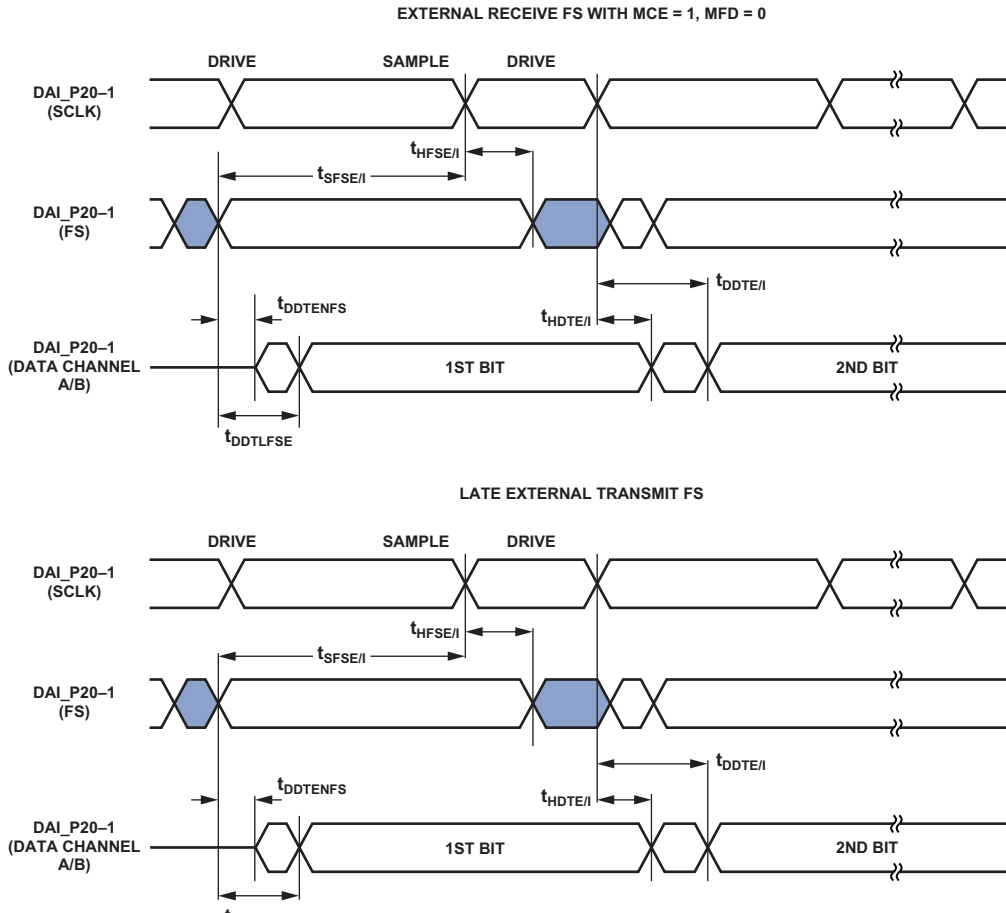 EXTERNAL RECEIVE FS WITH MCE = 1, MFD = 0
DRIVE SAMPLE DRIVE
DAI_P20–1
(SCLK)
tHFSE/I
tSFSE/I
DAI_P20–1
(FS)
tDDTE/I
tDDTENFS
tHDTE/I
DAI_P20–1
(DATA CHANNEL
A/B)
1ST BIT 2ND BIT
tDDTLFSE
LATE EXTERNAL TRANSMIT FS
DRIVE SAMPLE DRIVE
DAI_P20–1
(SCLK)
tHFSE/I
tSFSE/I
DAI_P20–1
(FS)
tDDTE/I
tDDTENFS
tHDTE/I
DAI_P20–1
(DATA CHANNEL
A/B)
1ST BIT 2ND BIT